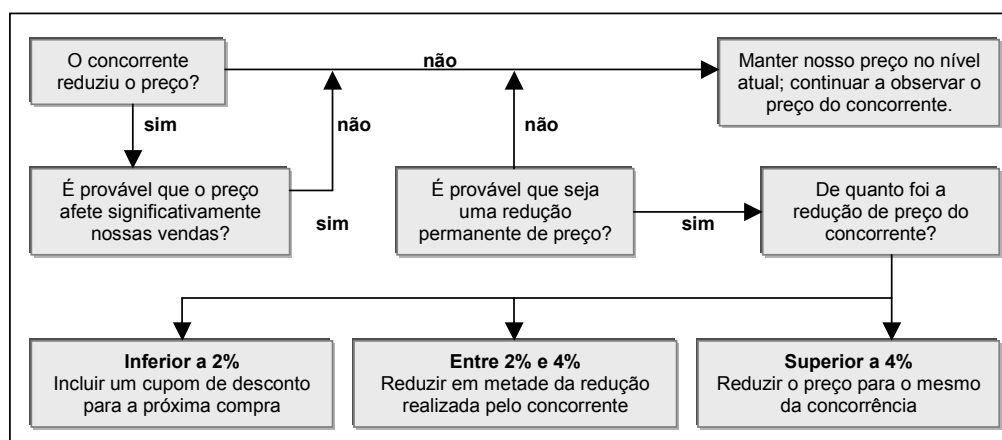 O concorrente
reduziu o preço?
não
Manter nosso preço no nível
atual; continuar a observar o
preço do concorrente.
sim
não
não
É provável que o preço
afete significativamente
nossas vendas?
sim
É provável que seja
uma redução
permanente de preço?
sim
De quanto foi a
redução de preço do
concorrente?
Inferior a 2%
Incluir um cupom de desconto
para a próxima compra
Entre 2% e 4%
Reduzir em metade da redução
realizada pelo concorrente
Superior a 4%
Reduzir o preço para o mesmo
da concorrência